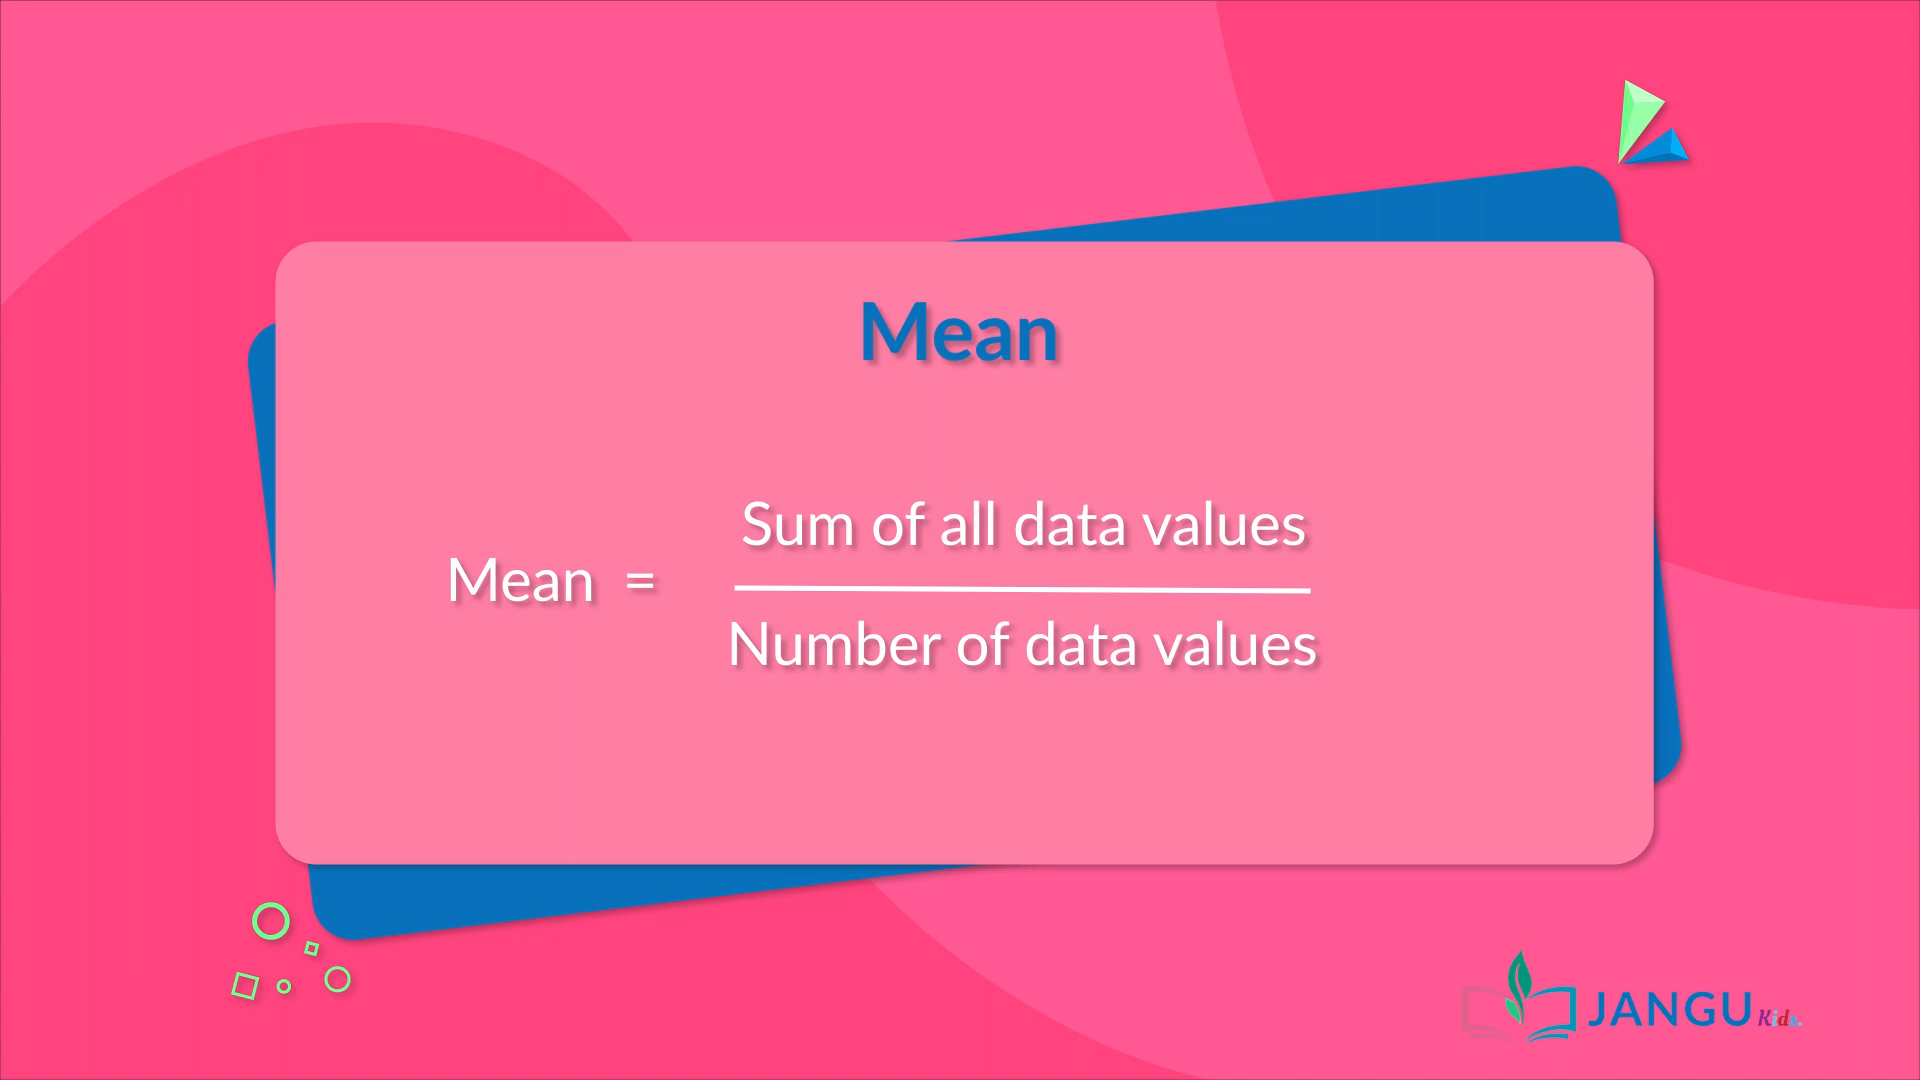 Mean
Sum of all data values
Mean =
Number of data values
JANGU Kids.